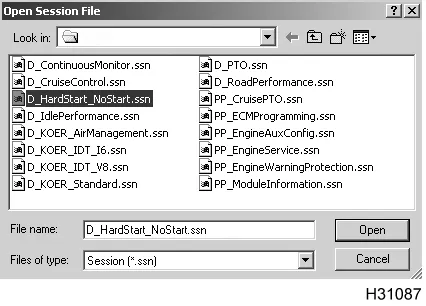 Open Session File
Look in:
D_ContinuousMonitor.ssn
D_CruiseControl.ssn
D_HardStart_NoStart.ssn
D_IdlePerformance.ssn
D_KOER_AirManagement.ssn
D_KOER_IDT_I6.ssn
D_KOER_IDT_V8.ssn
D_KOER_Standard.ssn
D_PTO.ssn
D_RoadPerformance.ssn
PP_CruisePTO.ssn
PP_ECMProgramming.ssn
PP_EngineAuxConfig.ssn
PP_EngineService.ssn
PP_EngineWarningProtection.ssn
PP_ModuleInformation.ssn
File name: D_HardStart_NoStart.ssn Open
Files of type: Session (*.ssn) Cancel
H31087